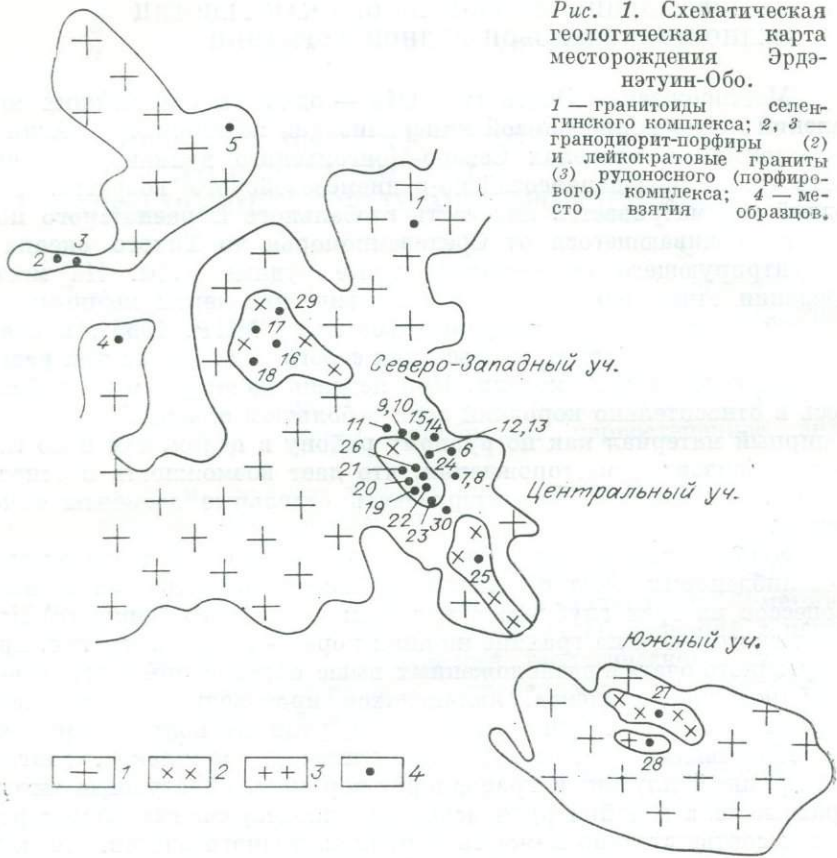 Рис. 1. Схематическая
геологическая карта
месторождения Эрдэ-
нэтуин-Обо.
1 — гранитоиды селен-
гинского комплекса; 2, 3 —
гранодиорит-порфиры (2)
и лейкократовые граниты
(3) рудоносного (порфиро-
вого) комплекса; 4 — ме-
сто взятия образцов.
5
1
3
2
4
29
17
16
18
Северо-Западный уч.
9,10
15
14
12,13
11
6
26
24
21
7,8
20
Центральный уч.
19
22
23
30
25
Южный уч.
27
28
1
2
3
4